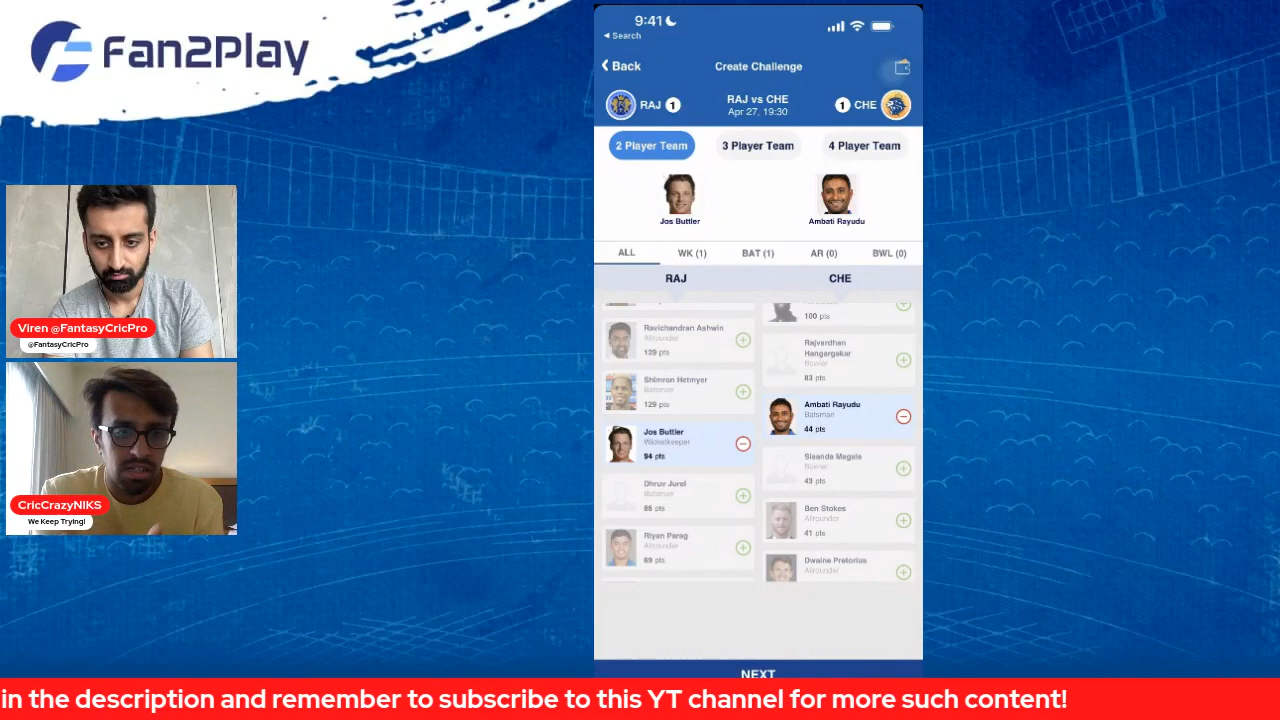 Fan2Play
Viren @FantasyCricPro
@FantasyCricPro
CricCrazyNIKS
We Keep Trying!
9:41
Search
Back
Create Challenge
RAJ 1
RAJ vs CHE
Apr 27, 19:30
1 CHE
2 Player Team
3 Player Team
4 Player Team
Jos Buttler
Ambati Rayudu
ALL
WK (1)
BAT (1)
AR (0)
BWL (0)
RAJ
CHE
Ravichandran Ashwin
Allrounder
129 pts
Shimron Hetmyer
Batsman
129 pts
Jos Buttler
Wicketkeeper
94 pts
Dhruv Jurel
Batsman
86 pts
Riyan Parag
Allrounder
69 pts
100 pts
Rajvardhan
Hangargekar
Bowler
83 pts
Ambati Rayudu
Batsman
44 pts
Sisanda Magala
Bowler
43 pts
Ben Stokes
Allrounder
41 pts
Dwaine Pretorius
Allrounder
NEXT
in the description and remember to subscribe to this YT channel for more such content!